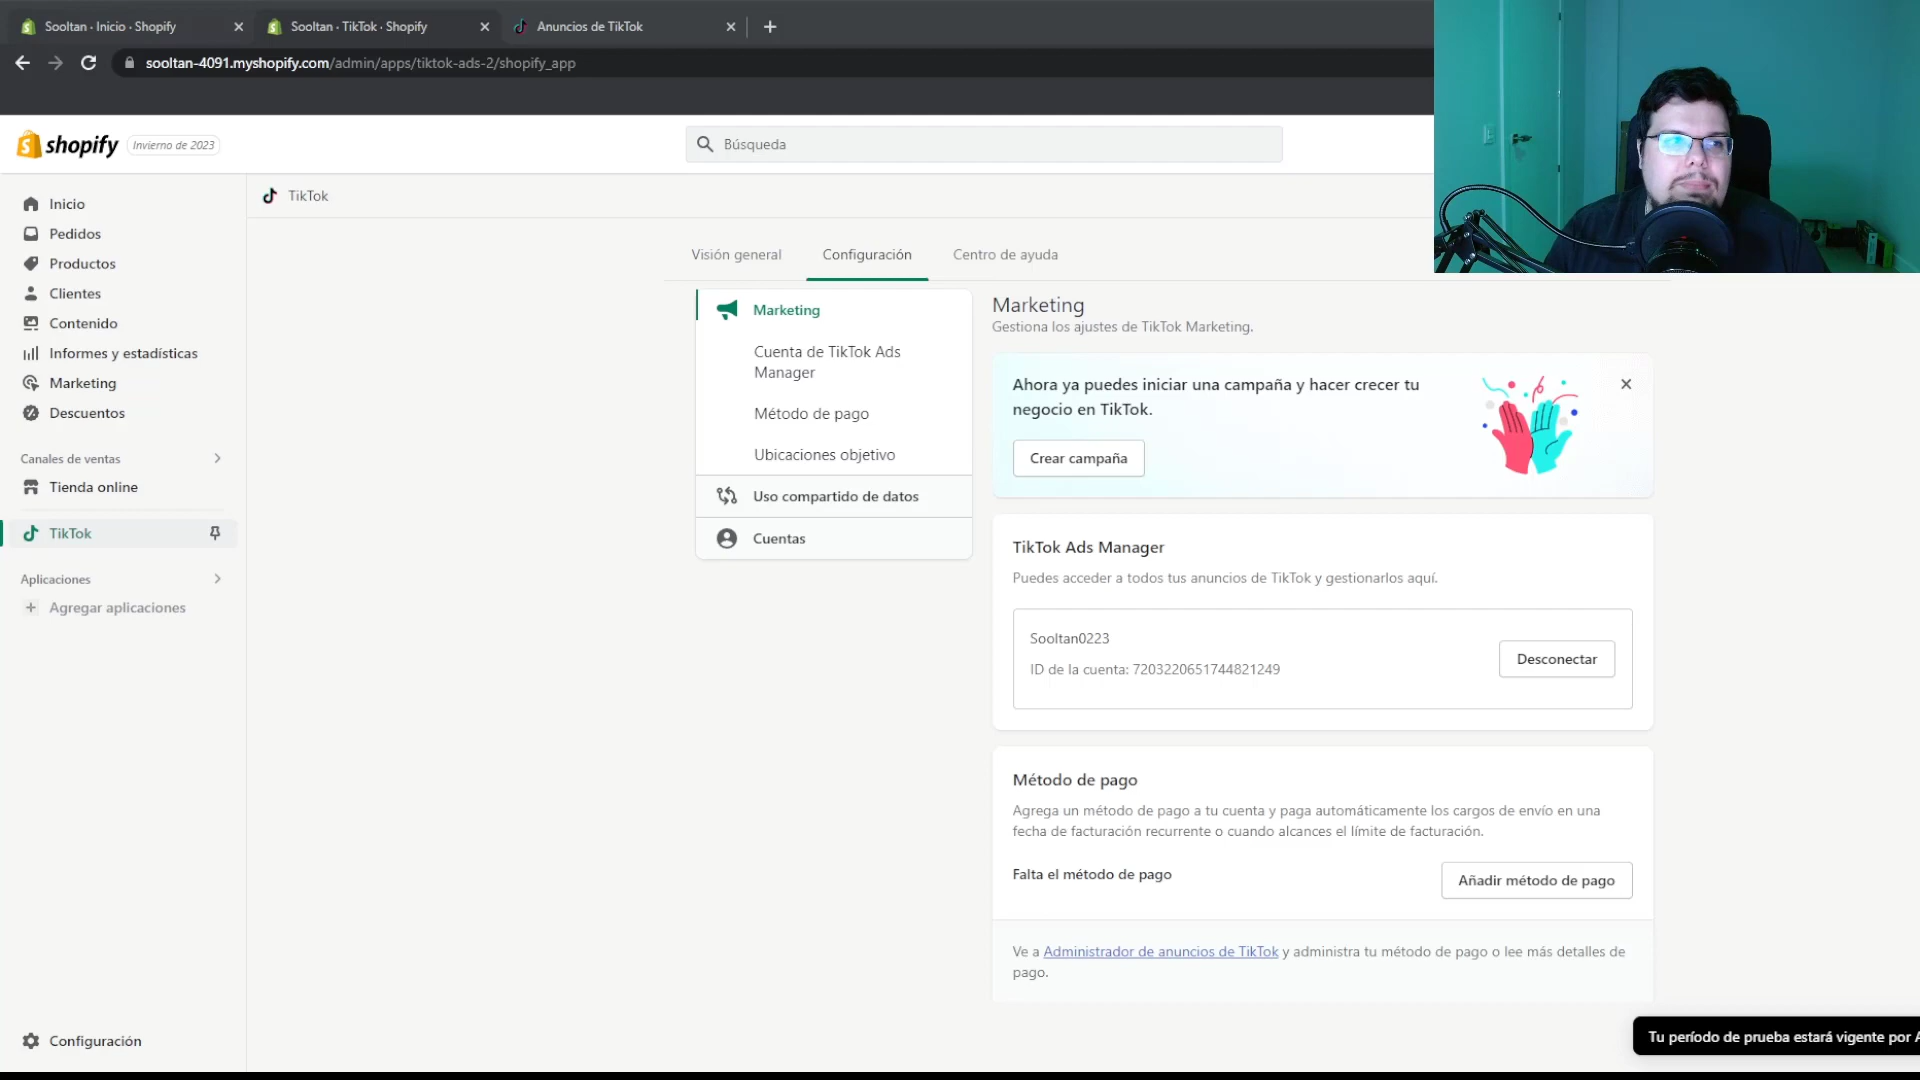 Sooltan · Inicio · Shopify
Sooltan · TikTok · Shopify
Anuncios de TikTok
sooltan-4091.myshopify.com/admin/apps/tiktok-ads-2/shopify_app
shopify
Invierno de 2023
Búsqueda
Inicio
Pedidos
Productos
Clientes
Contenido
Informes y estadísticas
Marketing
Descuentos
Canales de ventas
Tienda online
TikTok
Aplicaciones
Agregar aplicaciones
Configuración
TikTok
Visión general
Configuración
Centro de ayuda
Marketing
Cuenta de TikTok Ads
Manager
Método de pago
Ubicaciones objetivo
Uso compartido de datos
Cuentas
Marketing
Gestiona los ajustes de TikTok Marketing.
Ahora ya puedes iniciar una campaña y hacer crecer tu
negocio en TikTok.
Crear campaña
TikTok Ads Manager
Puedes acceder a todos tus anuncios de TikTok y gestionarlos aquí.
Sooltan0223
ID de la cuenta: 7203220651744821249
Desconectar
Método de pago
Agrega un método de pago a tu cuenta y paga automáticamente los cargos de envío en una
fecha de facturación recurrente o cuando alcances el límite de facturación.
Falta el método de pago
Añadir método de pago
Ve a Administrador de anuncios de TikTok y administra tu método de pago o lee más detalles de
pago.
Tu período de prueba estará vigente por